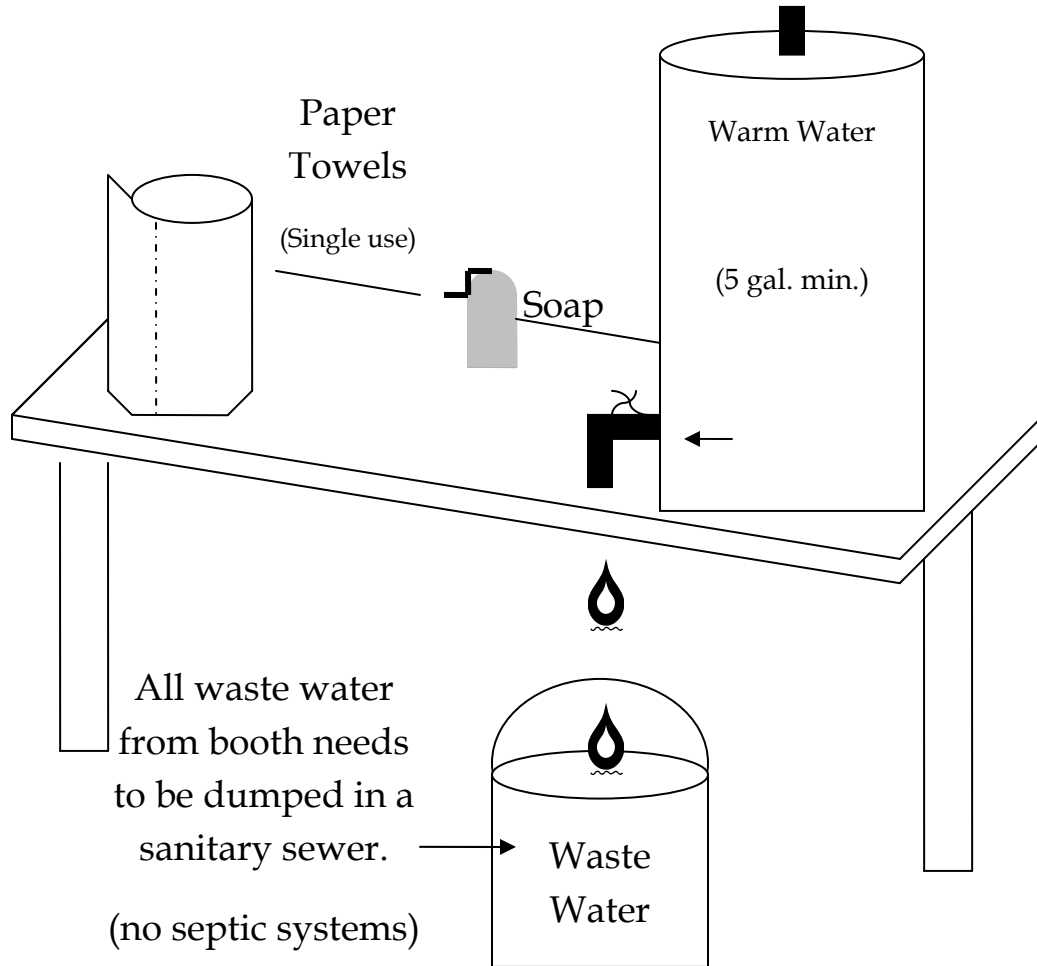 Paper
Towels
(Single use)
Soap
Warm Water
(5 gal. min.)
All waste water
from booth needs
to be dumped in a
sanitary sewer.
(no septic systems)
Waste
Water